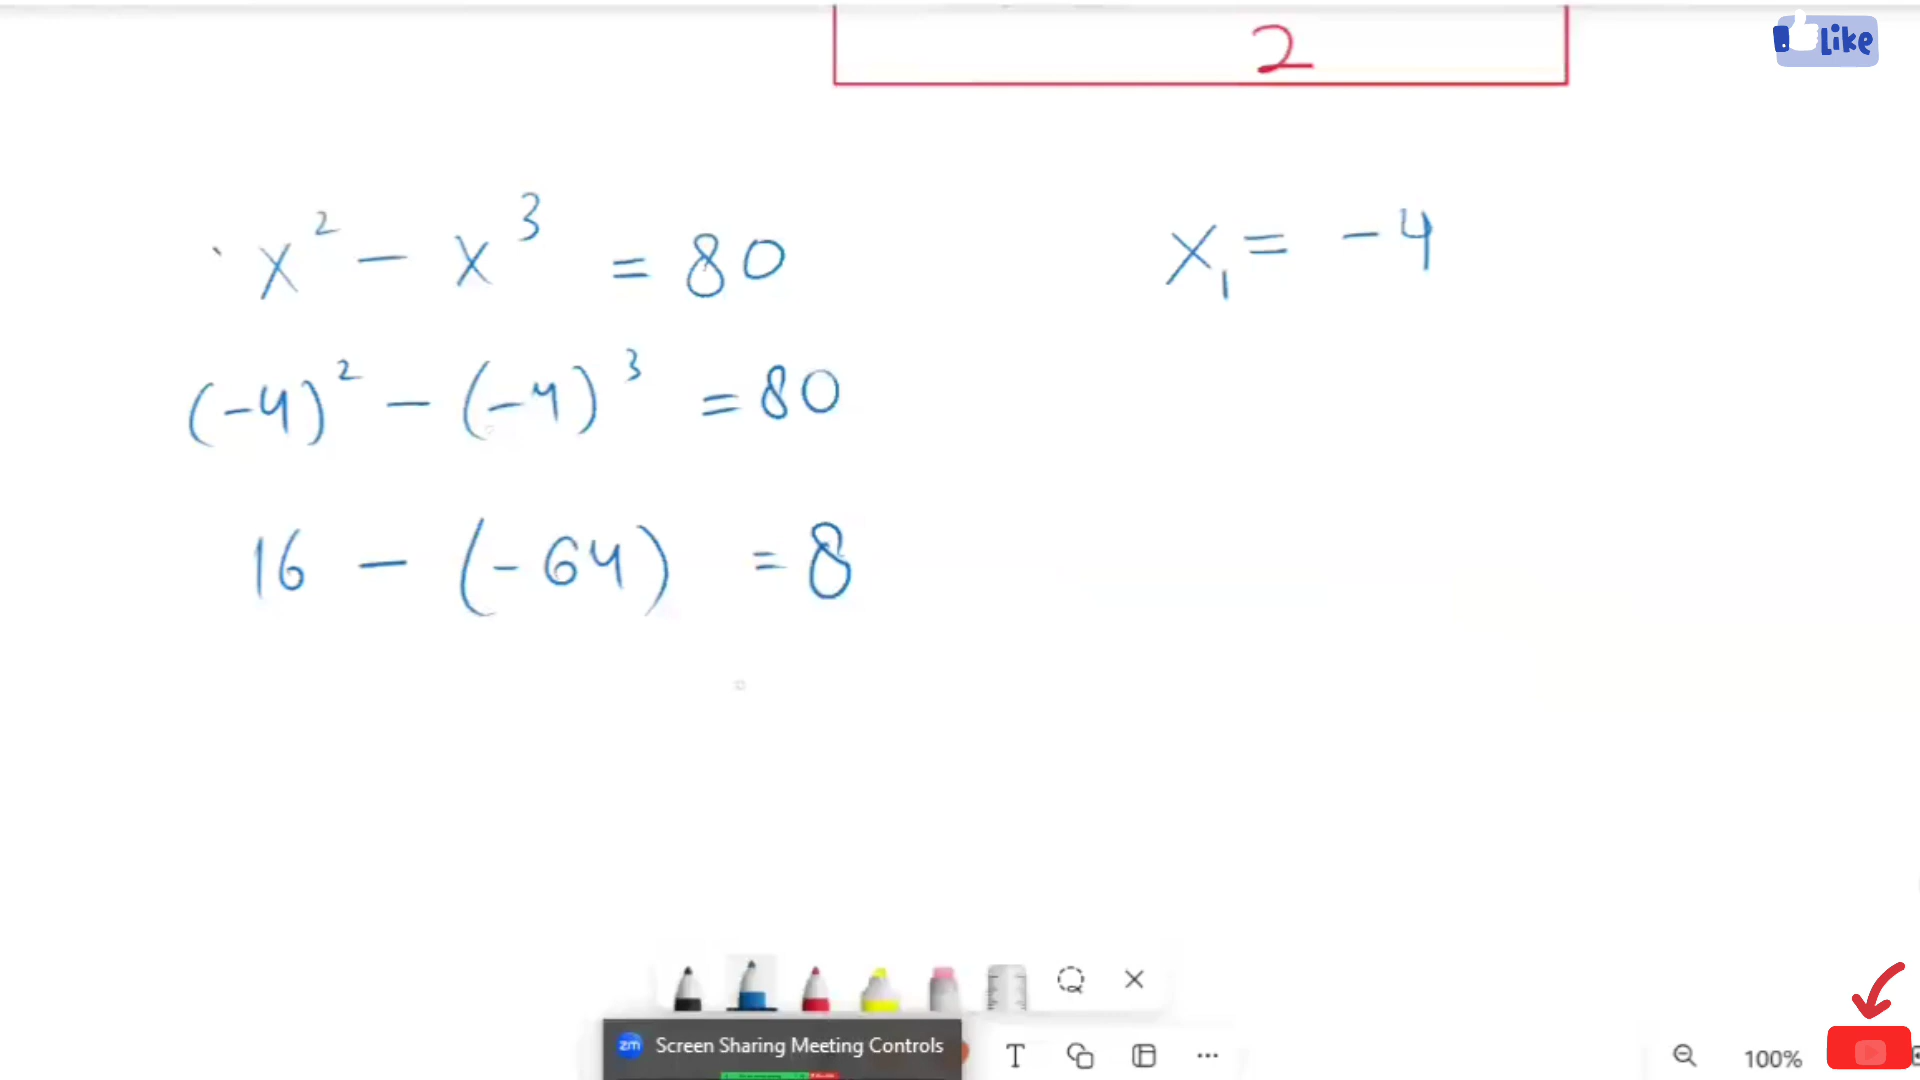 2
Like
x² - x³ = 80
x₁ = -4
(-4)² - (-4)³ = 80
16 - (-64) = 8
zm Screen Sharing Meeting Controls
T
100%